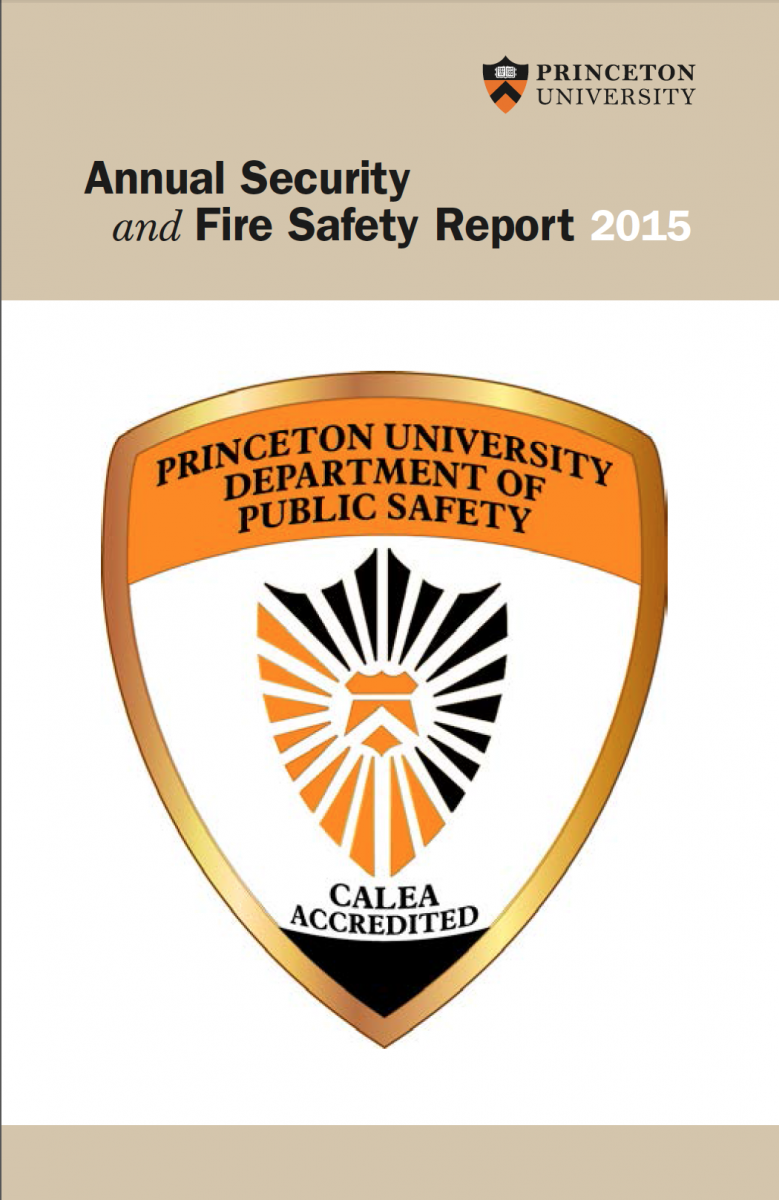 PRINCETON
UNIVERSITY
Annual Security
and Fire Safety Report 2015
PRINCETON UNIVERSITY
DEPARTMENT OF
PUBLIC SAFETY
CALEA
ACCREDITED